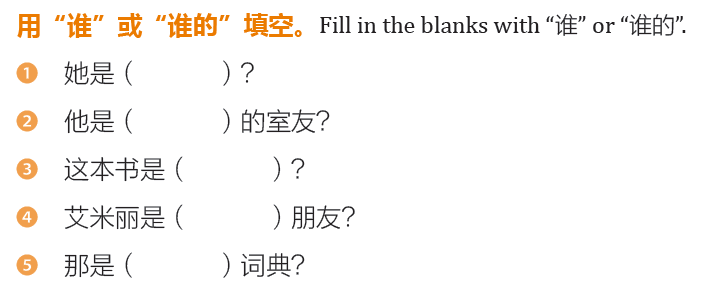 用“谁”或“谁的”填空。Fill in the blanks with “谁” or “谁的”.
1 她是（ ）？
2 他是（ ）的室友？
3 这本书是（ ）？
4 艾米丽是（ ）朋友？
5 那是（ ）词典？